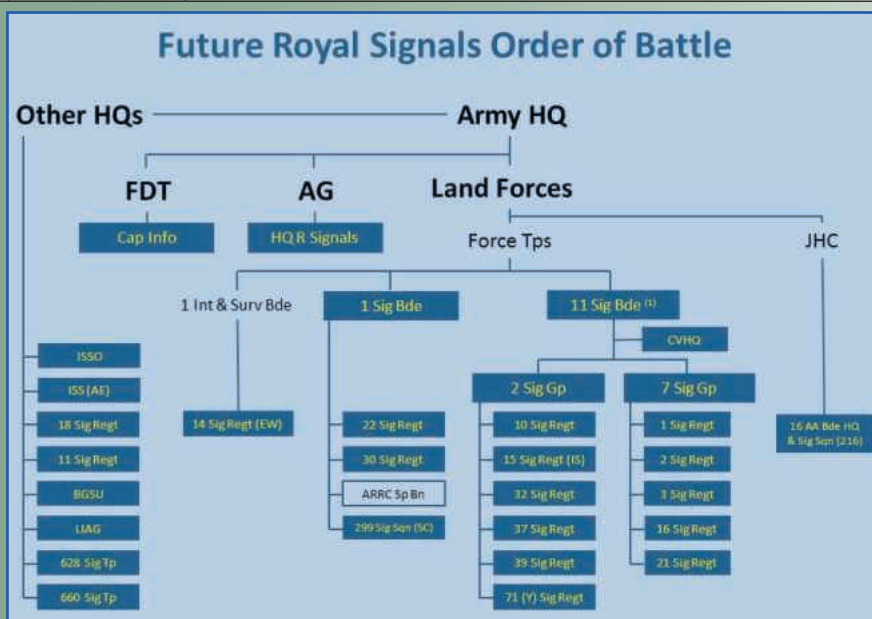 Future Royal Signals Order of Battle
Other HQs
Army HQ
FDT
AG
Land Forces
Cap Info
HQ R Signals
Force Tps
JHC
1 Int & Surv Bde
1 Sig Bde
11 Sig Bde (1)
CVHQ
JSSO
ISS (AE)
18 Sig Regt
11 Sig Regt
BGSU
LIAG
628 Sig Tp
660 Sig Tp
14 Sig Regt (EW)
22 Sig Regt
30 Sig Regt
ARRC Sp Bn
299 Sig Sqn (SC)
2 Sig Gp
10 Sig Regt
15 Sig Regt (IS)
32 Sig Regt
37 Sig Regt
39 Sig Regt
71 (Y) Sig Regt
7 Sig Gp
1 Sig Regt
2 Sig Regt
3 Sig Regt
16 Sig Regt
21 Sig Regt
16 AA Bde HQ
& Sig Sqn (216)